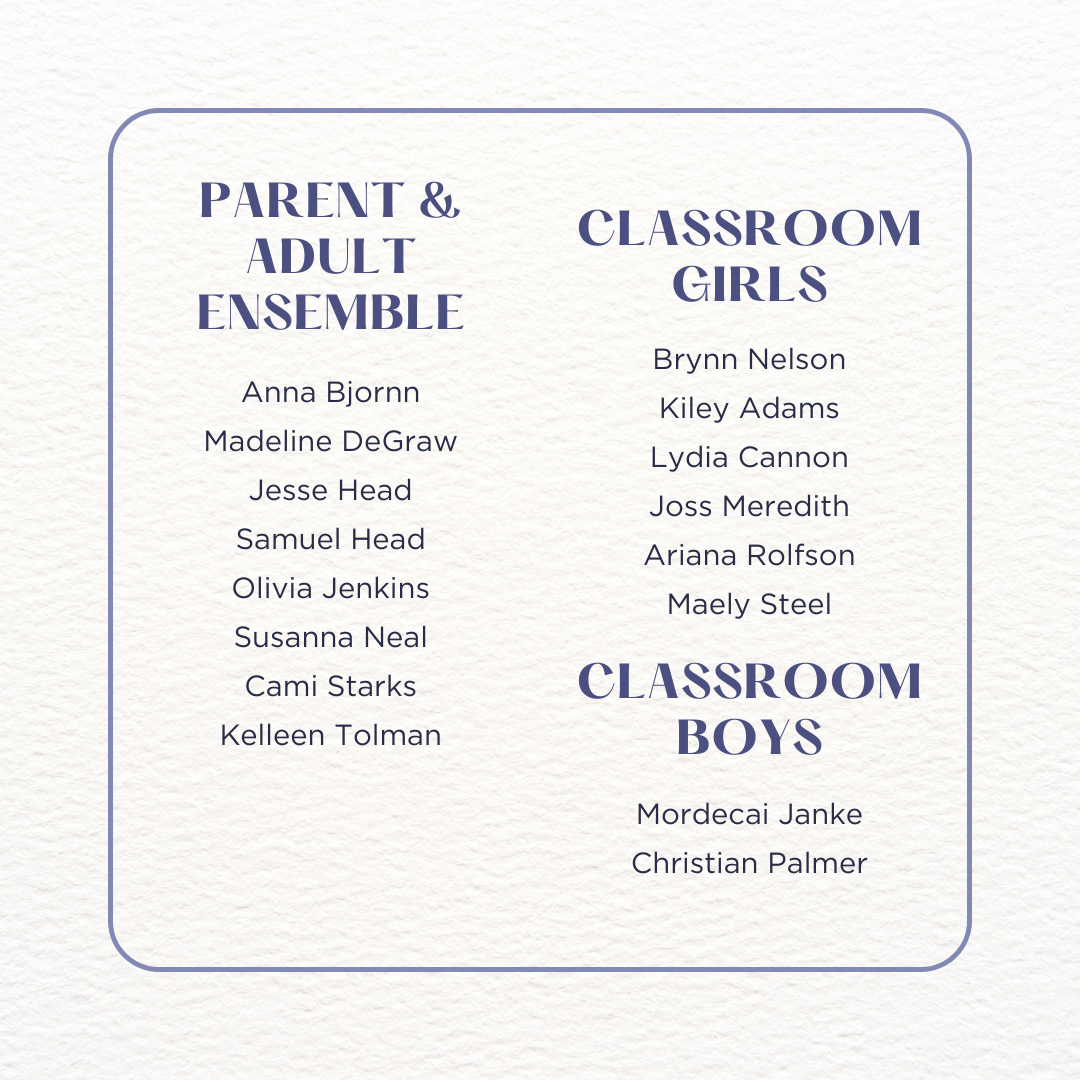 PARENT &
ADULT
ENSEMBLE
Anna Bjornn
Madeline DeGraw
Jesse Head
Samuel Head
Olivia Jenkins
Susanna Neal
Cami Starks
Kelleen Tolman
CLASSROOM
GIRLS
Brynn Nelson
Kiley Adams
Lydia Cannon
Joss Meredith
Ariana Rolfson
Maely Steel
CLASSROOM
BOYS
Mordecai Janke
Christian Palmer